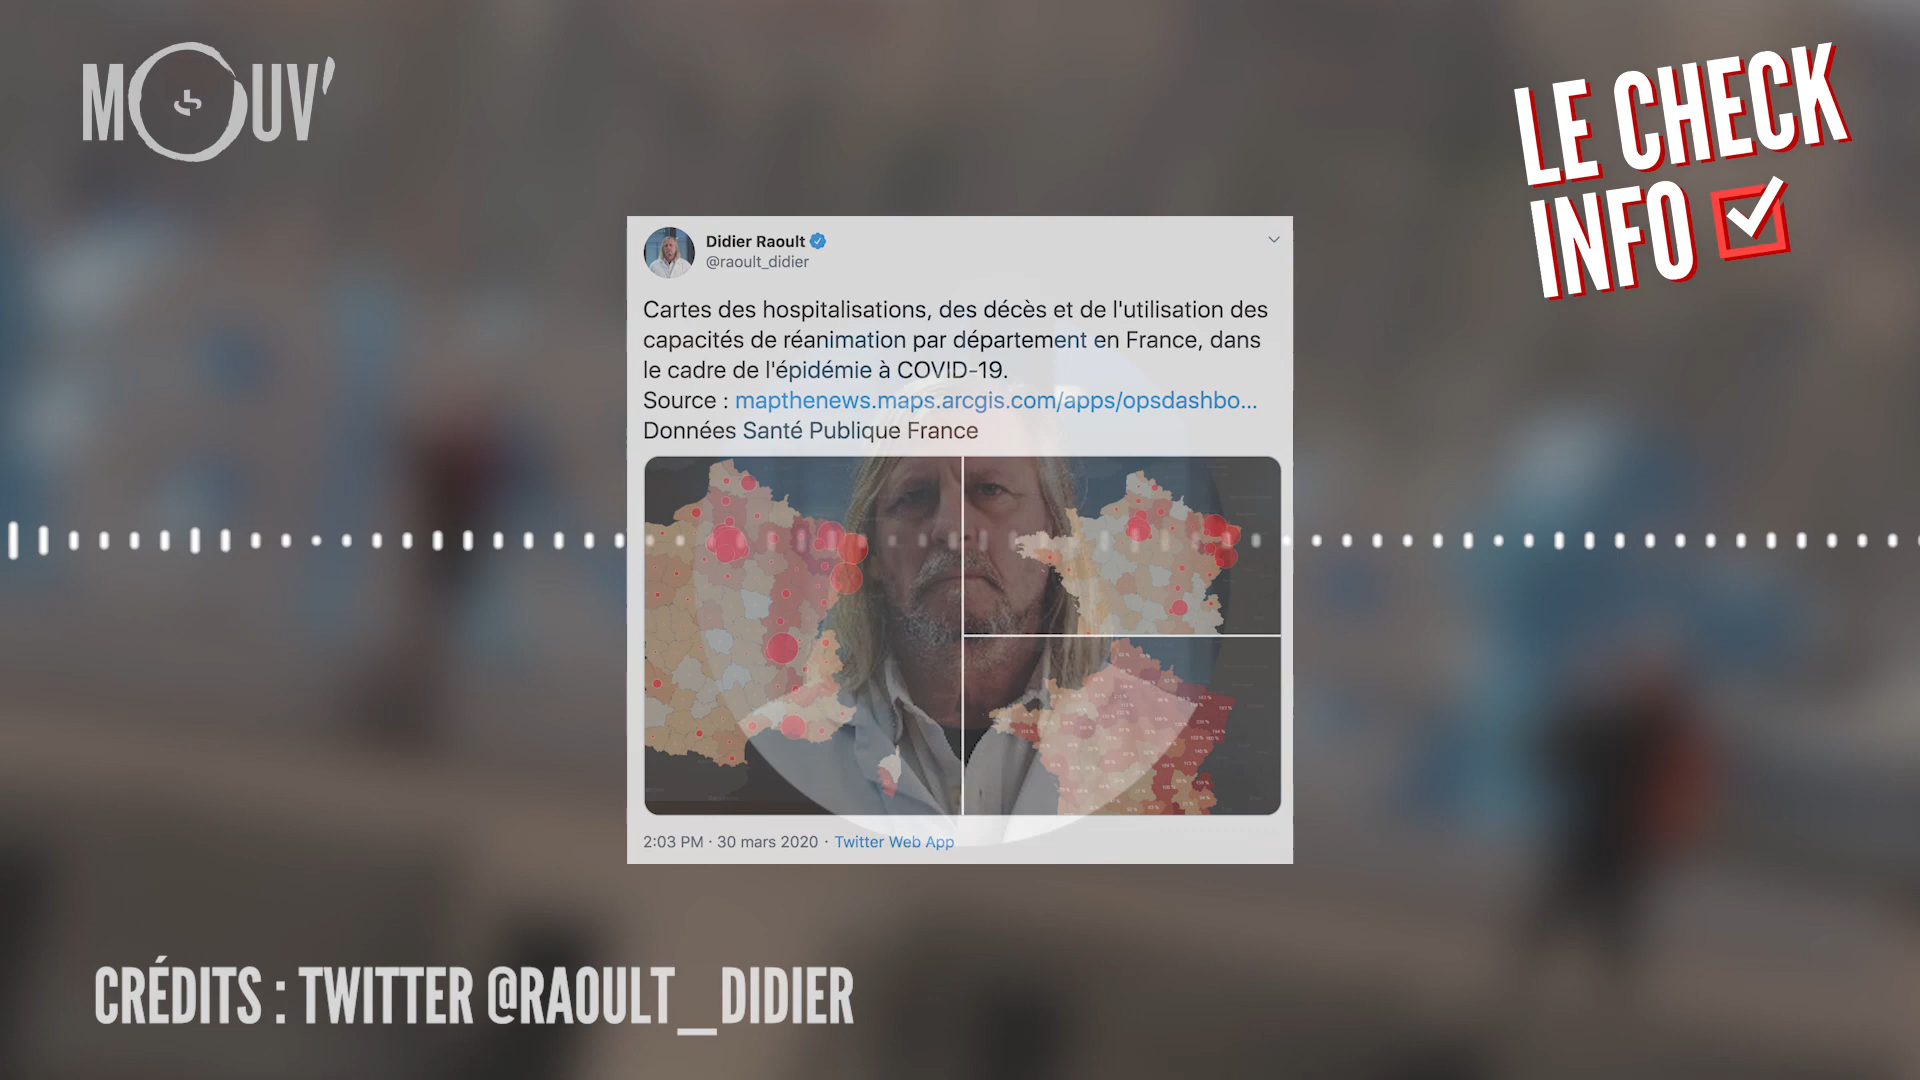 MOUV'
LE CHECK
INFO
Didier Raoult
@raoult_didier
Cartes des hospitalisations, des décès et de l'utilisation des
capacités de réanimation par département en France, dans
le cadre de l'épidémie à COVID-19.
Source : mapthenews.maps.arcgis.com/apps/opsdashbo...
Données Santé Publique France
2:03 PM · 30 mars 2020 · Twitter Web App
CRÉDITS : TWITTER @RAOULT_DIDIER